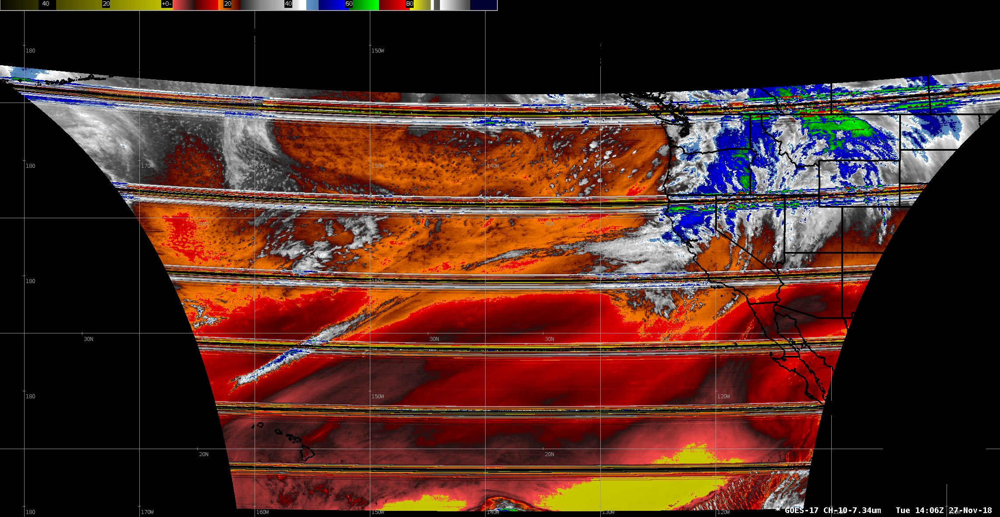 40 20 +0- 20 40 60 80
180 150W
180 170W 160W 150W 140W 130W
40N 40N
180 150W
30N 30N 30N
180 150W 120W
20N 20N
180 170W 160W 150W 140W 130W 120W
* GOES-17 CH-10-7.34um Tue 14:06Z 27-Nov-18